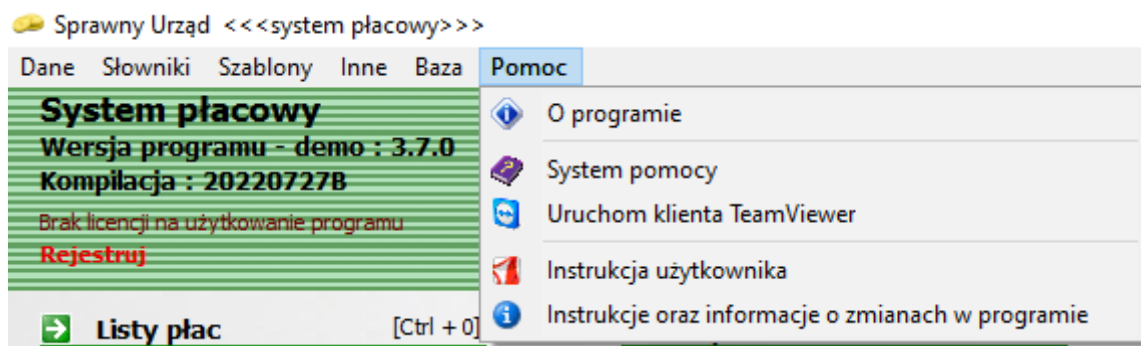 Sprawny Urząd <<<system płacowy>>>
Dane Słowniki Szablony Inne Baza Pomoc
System płacowy
Wersja programu - demo : 3.7.0
Kompilacja : 20220727B
Brak licencji na użytkowanie programu
Rejestruj
Listy płac [Ctrl + 0]
O programie
System pomocy
Uruchom klienta TeamViewer
Instrukcja użytkownika
Instrukcje oraz informacje o zmianach w programie